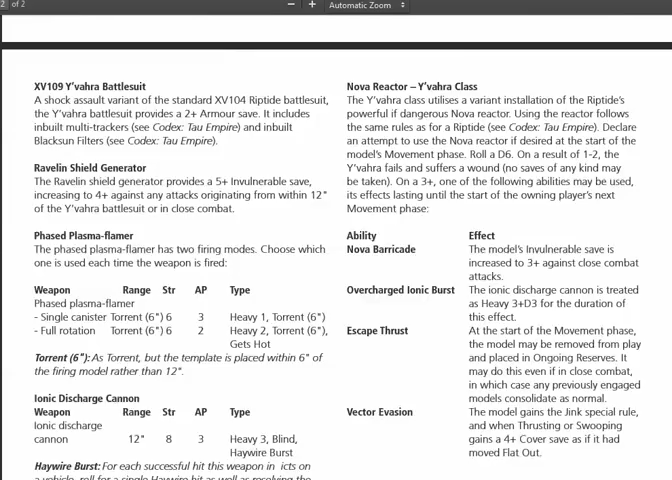 2 of 2
Automatic Zoom
XV109 Y'vahra Battlesuit
A shock assault variant of the standard XV104 Riptide battlesuit,
the Y'vahra battlesuit provides a 2+ Armour save. It includes
inbuilt multi-trackers (see Codex: Tau Empire) and inbuilt
Blacksun Filters (see Codex: Tau Empire).
Ravelin Shield Generator
The Ravelin shield generator provides a 5+ Invulnerable save,
increasing to 4+ against any attacks originating from within 12"
of the Y'vahra battlesuit or in close combat.
Phased Plasma-flamer
The phased plasma-flamer has two firing modes. Choose which
one is used each time the weapon is fired:
Weapon Range Str AP Type
Phased plasma-flamer
- Single canister Torrent (6") 6 3 Heavy 1, Torrent (6")
- Full rotation Torrent (6") 6 2 Heavy 2, Torrent (6"),
Gets Hot
Torrent (6"): As Torrent, but the template is placed within 6" of
the firing model rather than 12".
Ionic Discharge Cannon
Weapon Range Str AP Type
Ionic discharge
cannon 12" 8 3 Heavy 3, Blind,
Haywire Burst
Haywire Burst: For each successful hit this weapon in icts on
a vehicle, roll for a single Haywire hit as well as resolving the
Nova Reactor – Y'vahra Class
The Y'vahra class utilises a variant installation of the Riptide's
powerful if dangerous Nova reactor. Using the reactor follows
the same rules as for a Riptide (see Codex: Tau Empire). Declare
an attempt to use the Nova reactor if desired at the start of the
model's Movement phase. Roll a D6. On a result of 1-2, the
Y'vahra fails and suffers a wound (no saves of any kind may
be taken). On a 3+, one of the following abilities may be used,
its effects lasting until the start of the owning player's next
Movement phase:
Ability Effect
Nova Barricade The model's Invulnerable save is
increased to 3+ against close combat
attacks.
Overcharged Ionic Burst The ionic discharge cannon is treated
as Heavy 3+D3 for the duration of
this effect.
Escape Thrust At the start of the Movement phase,
the model may be removed from play
and placed in Ongoing Reserves. It
may do this even if in close combat,
in which case any previously engaged
models consolidate as normal.
Vector Evasion The model gains the Jink special rule,
and when Thrusting or Swooping
gains a 4+ Cover save as if it had
moved Flat Out.